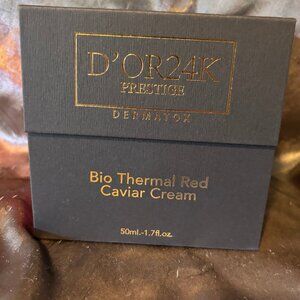 D'OR24K
PRESTIGE
DERMATOX
Bio Thermal Red
Caviar Cream
50ml.-1.7fl.oz.